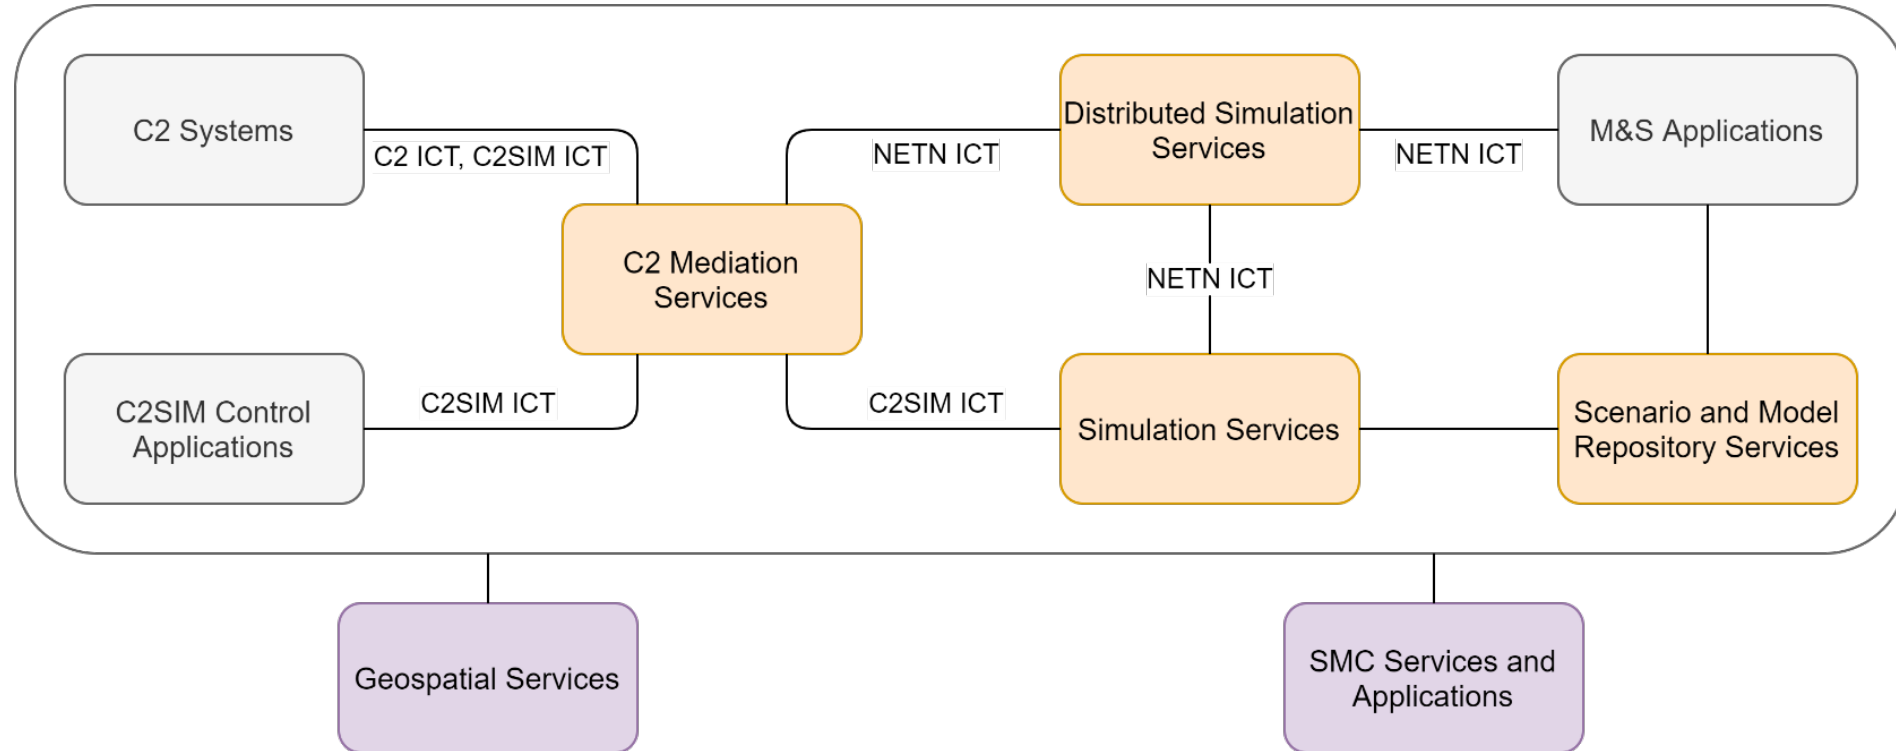 C2 Systems
C2 ICT, C2SIM ICT
NETN ICT
Distributed Simulation
Services
NETN ICT
M&S Applications
C2 Mediation
Services
NETN ICT
C2SIM Control
Applications
C2SIM ICT
C2SIM ICT
Simulation Services
Scenario and Model
Repository Services
Geospatial Services
SMC Services and
Applications